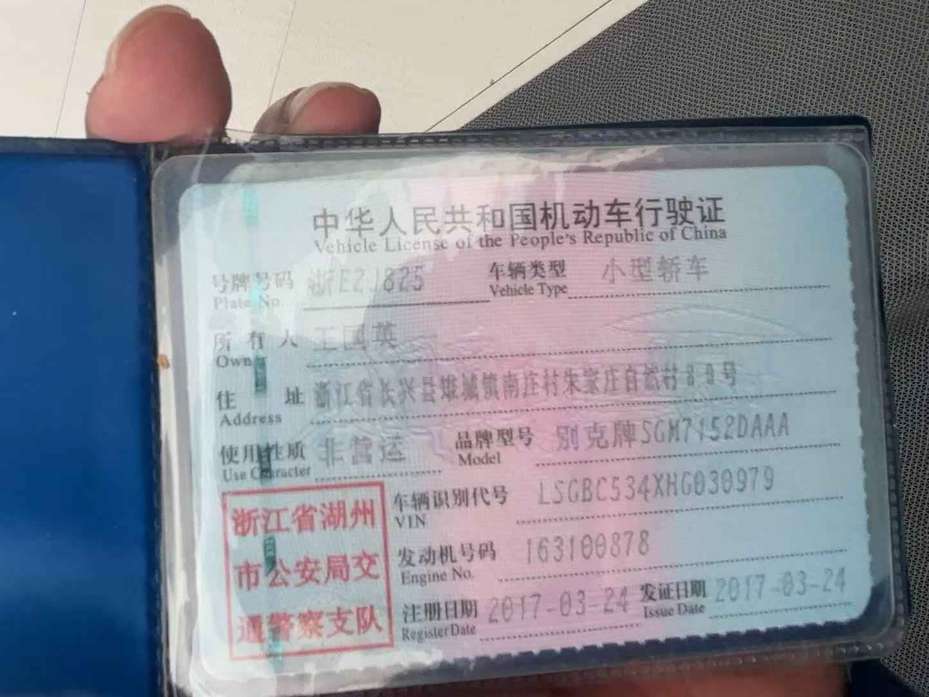 中华人民共和国机动车行驶证
Vehicle License of the People's Republic of China
号牌号码 浙E2J825 车辆类型 小型轿车
Plate No. Vehicle Type
所有人 王国英
Owner
住址 浙江省长兴县雉城镇南庄村朱家庄自然村89号
Address
使用性质 非营运 品牌型号 别克牌SGM7152DAAA
Use Character Model
浙江省湖州
市公安局交
通警察支队
车辆识别代号 LSGBC534XHG030979
VIN
发动机号码 163100878
Engine No.
注册日期 2017-03-24 发证日期 2017-03-24
Register Date Issue Date